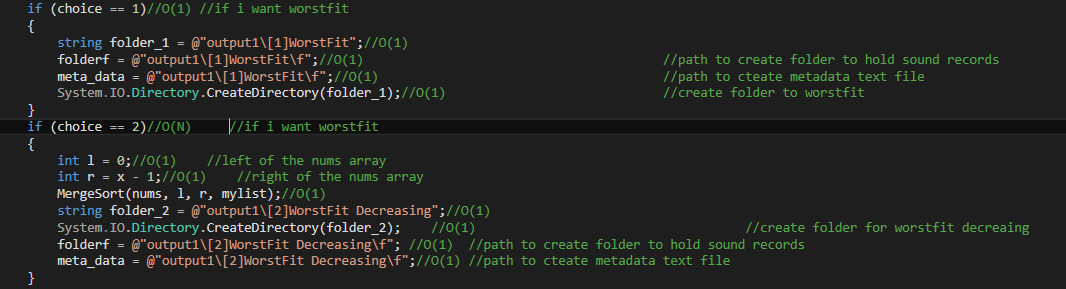 if (choice == 1)//O(1) //if i want worstfit
{
string folder_1 = @"output1\[1]WorstFit";//O(1)
folderf = @"output1\[1]WorstFit\f";//O(1) //path to create folder to hold sound records
meta_data = @"output1\[1]WorstFit\f";//O(1) //path to cteate metadata text file
System.IO.Directory.CreateDirectory(folder_1);//O(1) //create folder to worstfit
}
if (choice == 2)//O(N) //if i want worstfit
{
int l = 0;//O(1) //left of the nums array
int r = x - 1;//O(1) //right of the nums array
MergeSort(nums, l, r, mylist);//O(1)
string folder_2 = @"output1\[2]WorstFit Decreasing";//O(1)
System.IO.Directory.CreateDirectory(folder_2); //O(1) //create folder for worstfit decreaing
folderf = @"output1\[2]WorstFit Decreasing\f"; //O(1) //path to create folder to hold sound records
meta_data = @"output1\[2]WorstFit Decreasing\f";//O(1) //path to cteate metadata text file
}